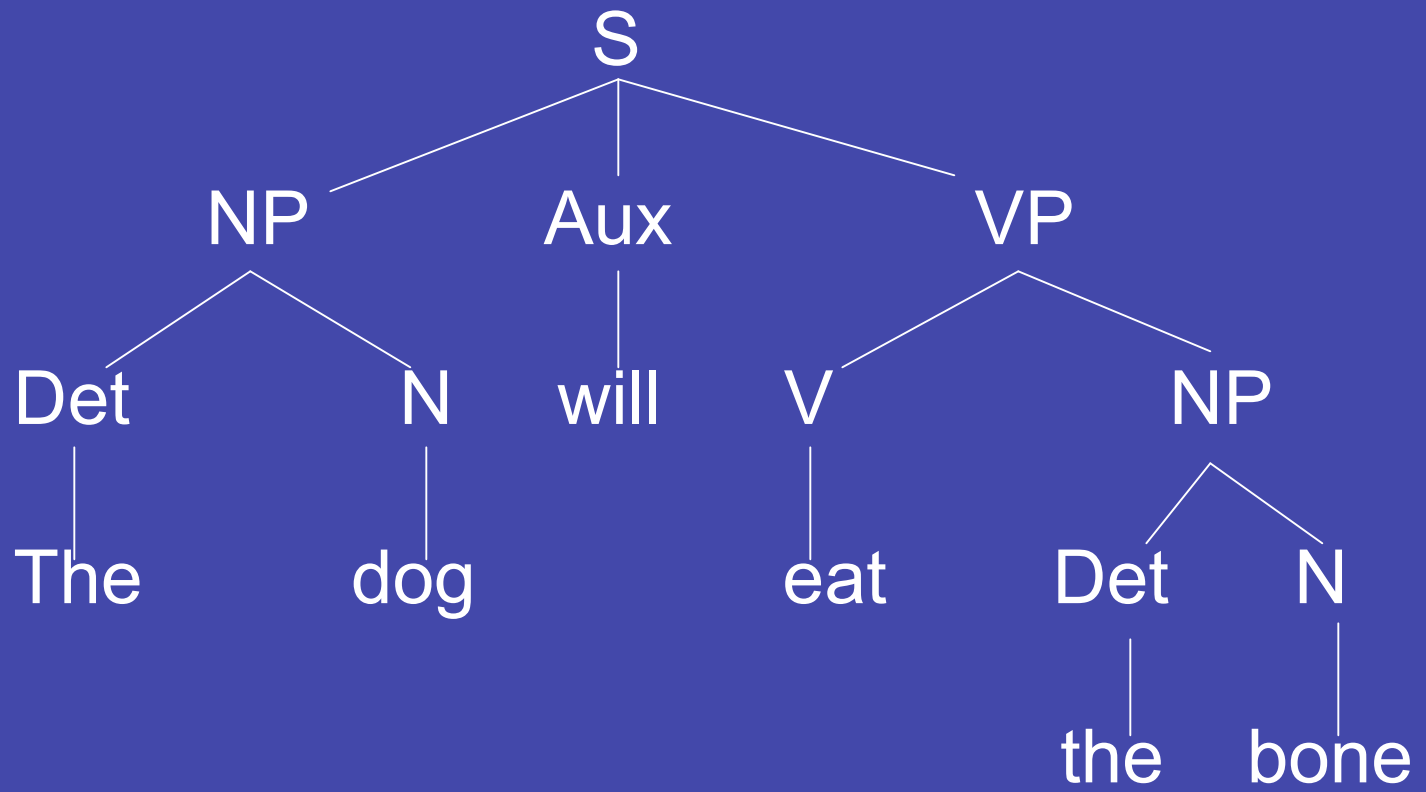 S
NP Aux VP
Det N will V NP
The dog eat Det N
the bone